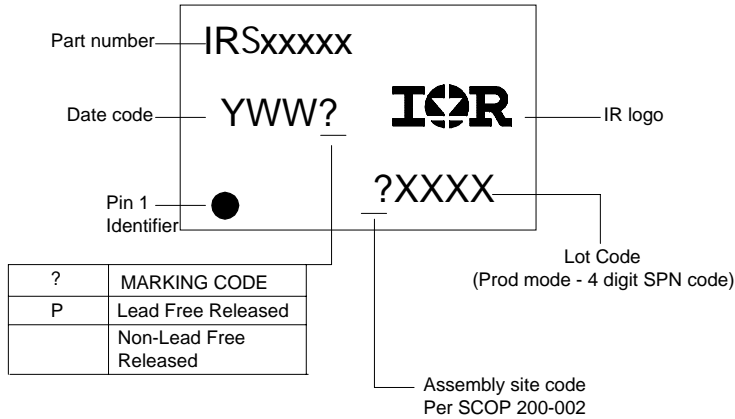 Part number
IRSxxxxx
Date code
YWW?
IOR
IR logo
Pin 1
Identifier
?XXXX
Lot Code
(Prod mode - 4 digit SPN code)
? MARKING CODE
P Lead Free Released
Non-Lead Free
Released
Assembly site code
Per SCOP 200-002